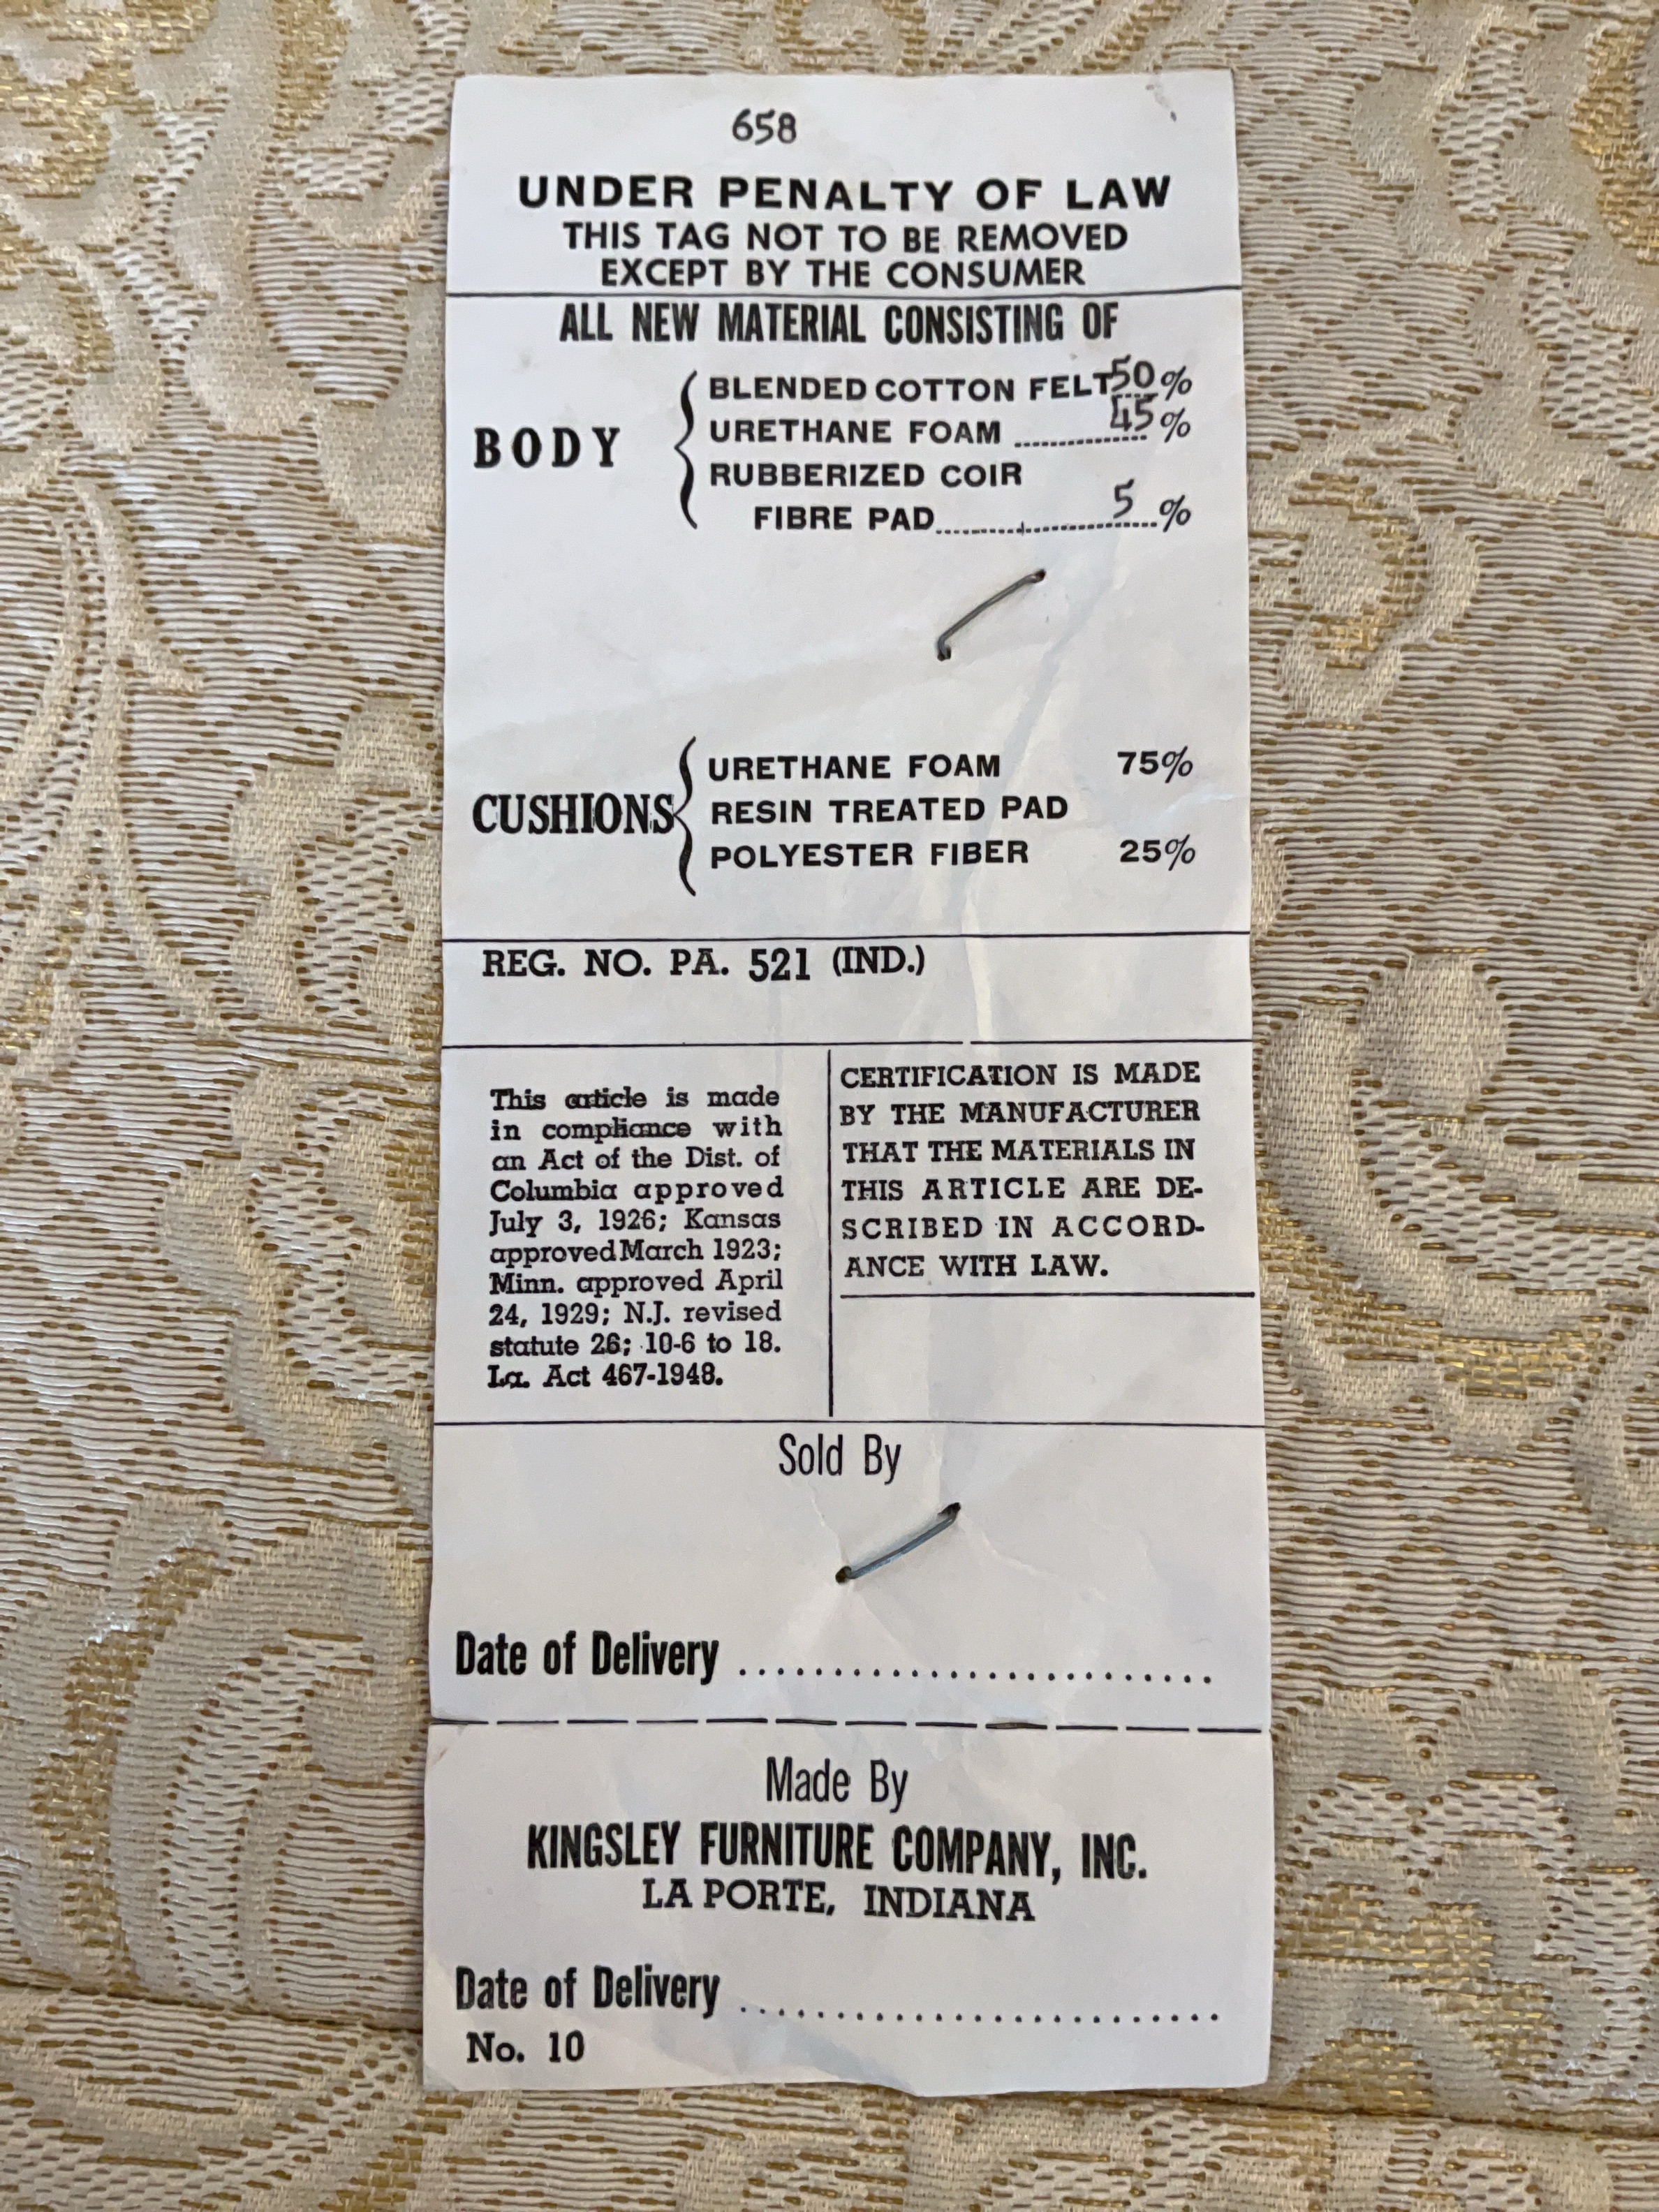 658
UNDER PENALTY OF LAW
THIS TAG NOT TO BE REMOVED
EXCEPT BY THE CONSUMER
ALL NEW MATERIAL CONSISTING OF
BODY
BLENDED COTTON FELT 50%
URETHANE FOAM ............... 45%
RUBBERIZED COIR
FIBRE PAD........................5...%
CUSHIONS
URETHANE FOAM 75%
RESIN TREATED PAD
POLYESTER FIBER 25%
REG. NO. PA. 521 (IND.)
This article is made
in compliance with
an Act of the Dist. of
Columbia approved
July 3, 1926; Kansas
approved March 1923;
Minn. approved April
24, 1929; N.J. revised
statute 26; 10-6 to 18.
La. Act 467-1948.
CERTIFICATION IS MADE
BY THE MANUFACTURER
THAT THE MATERIALS IN
THIS ARTICLE ARE DE-
SCRIBED IN ACCORD-
ANCE WITH LAW.
Sold By
Date of Delivery ............................
Made By
KINGSLEY FURNITURE COMPANY, INC.
LA PORTE, INDIANA
Date of Delivery ............................
No. 10